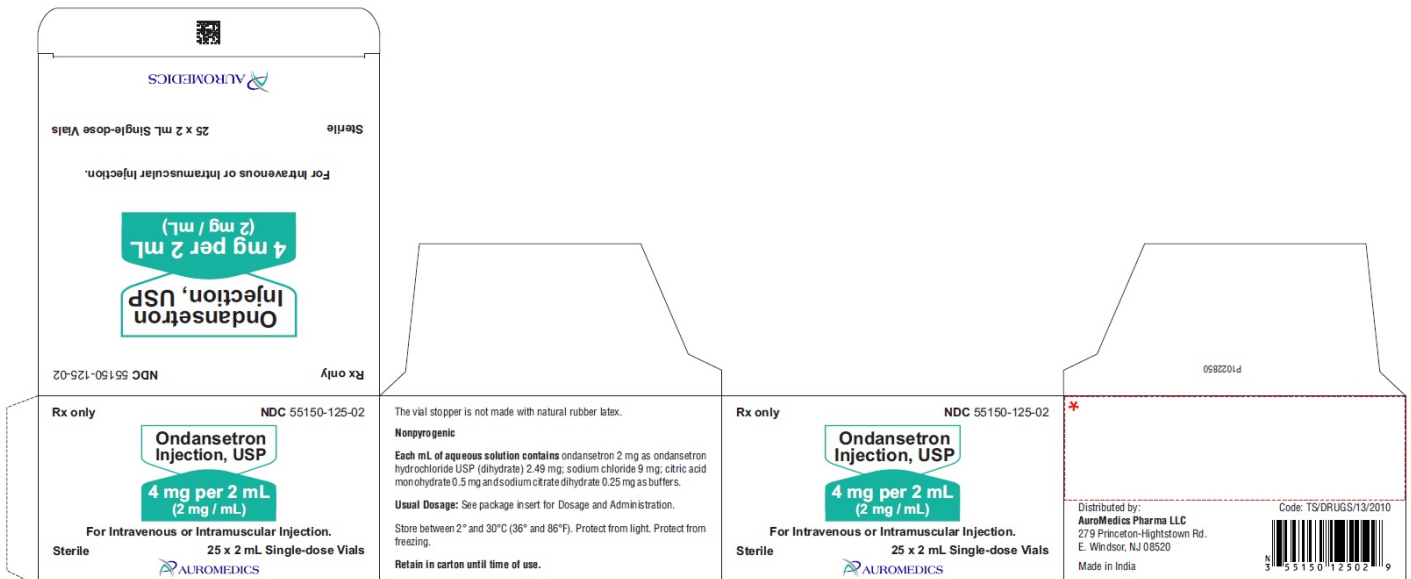 AUROMEDICS
Sterile 25 x 2 mL Single-dose Vials
For Intravenous or Intramuscular Injection.
4 mg per 2 mL
(2 mg / mL)
Ondansetron
Injection, USP
Rx only NDC 55150-125-02
Rx only NDC 55150-125-02
Ondansetron
Injection, USP
4 mg per 2 mL
(2 mg / mL)
For Intravenous or Intramuscular Injection.
Sterile 25 x 2 mL Single-dose Vials
AUROMEDICS
The vial stopper is not made with natural rubber latex.
Nonpyrogenic
Each mL of aqueous solution contains ondansetron 2 mg as ondansetron
hydrochloride USP (dihydrate) 2.49 mg; sodium chloride 9 mg; citric acid
monohydrate 0.5 mg and sodium citrate dihydrate 0.25 mg as buffers.
Usual Dosage: See package insert for Dosage and Administration.
Store between 2° and 30°C (36° and 86°F). Protect from light. Protect from
freezing.
Retain in carton until time of use.
Rx only NDC 55150-125-02
Ondansetron
Injection, USP
4 mg per 2 mL
(2 mg / mL)
For Intravenous or Intramuscular Injection.
Sterile 25 x 2 mL Single-dose Vials
AUROMEDICS
P1022850
*
Distributed by: Code: TS/DRUGS/13/2010
AuroMedics Pharma LLC
279 Princeton-Hightstown Rd.
E. Windsor, NJ 08520
Made in India
N
3 55150 12502 9